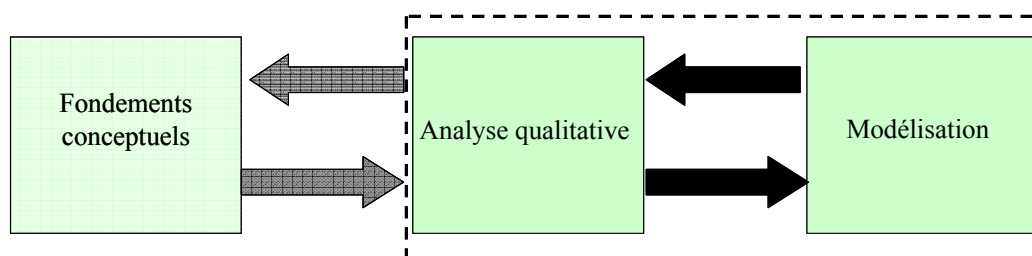 Fondements
conceptuels
Analyse qualitative
Modélisation